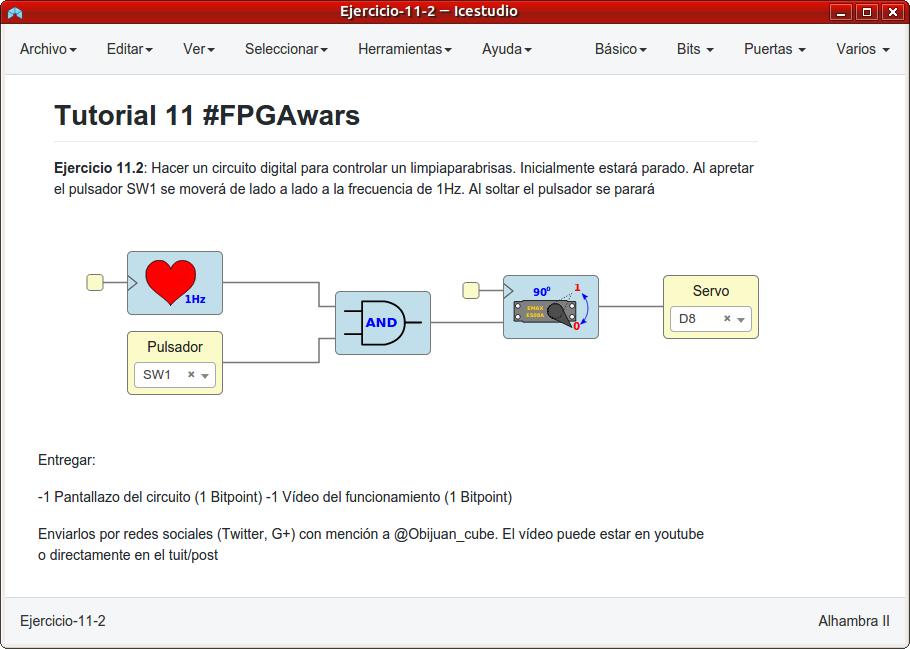 Ejercicio-11-2 — Icestudio
Archivo Editar Ver Seleccionar Herramientas Ayuda Básico Bits Puertas Varios
Tutorial 11 #FPGAwars
Ejercicio 11.2: Hacer un circuito digital para controlar un limpiaparabrisas. Inicialmente estará parado. Al apretar
el pulsador SW1 se moverá de lado a lado a la frecuencia de 1Hz. Al soltar el pulsador se parará
1Hz
Pulsador
SW1 ×
AND
90⁰ 1
EMAX
ES08A
0
Servo
D8 ×
Entregar:
-1 Pantallazo del circuito (1 Bitpoint) -1 Vídeo del funcionamiento (1 Bitpoint)
Enviarlos por redes sociales (Twitter, G+) con mención a @Obijuan_cube. El vídeo puede estar en youtube
o directamente en el tuit/post
Ejercicio-11-2
Alhambra II